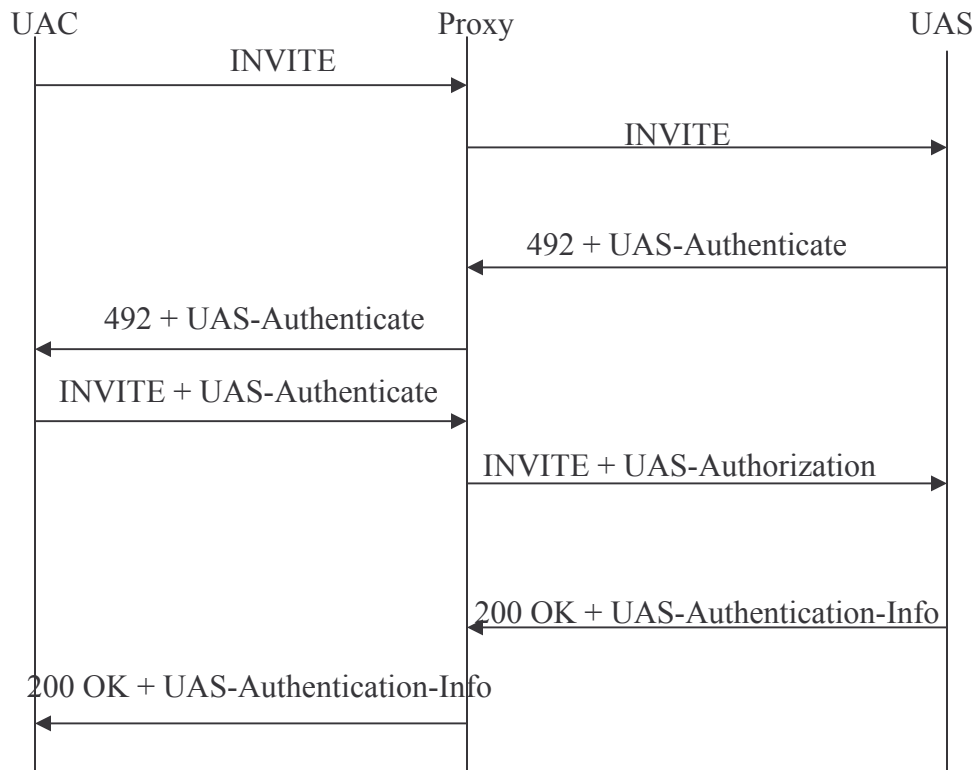 UAC Proxy UAS
INVITE
INVITE
492 + UAS-Authenticate
492 + UAS-Authenticate
INVITE + UAS-Authenticate
INVITE + UAS-Authorization
200 OK + UAS-Authentication-Info
200 OK + UAS-Authentication-Info